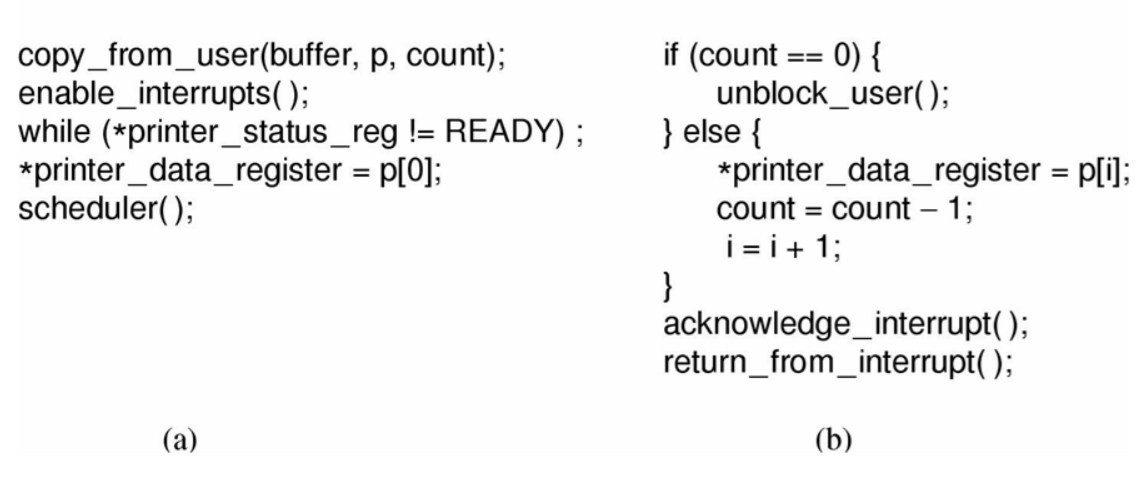 copy_from_user(buffer, p, count);
enable_interrupts( );
while (*printer_status_reg != READY) ;
*printer_data_register = p[0];
scheduler( );
(a)
if (count == 0) {
unblock_user( );
} else {
*printer_data_register = p[i];
count = count – 1;
i = i + 1;
}
acknowledge_interrupt( );
return_from_interrupt( );
(b)